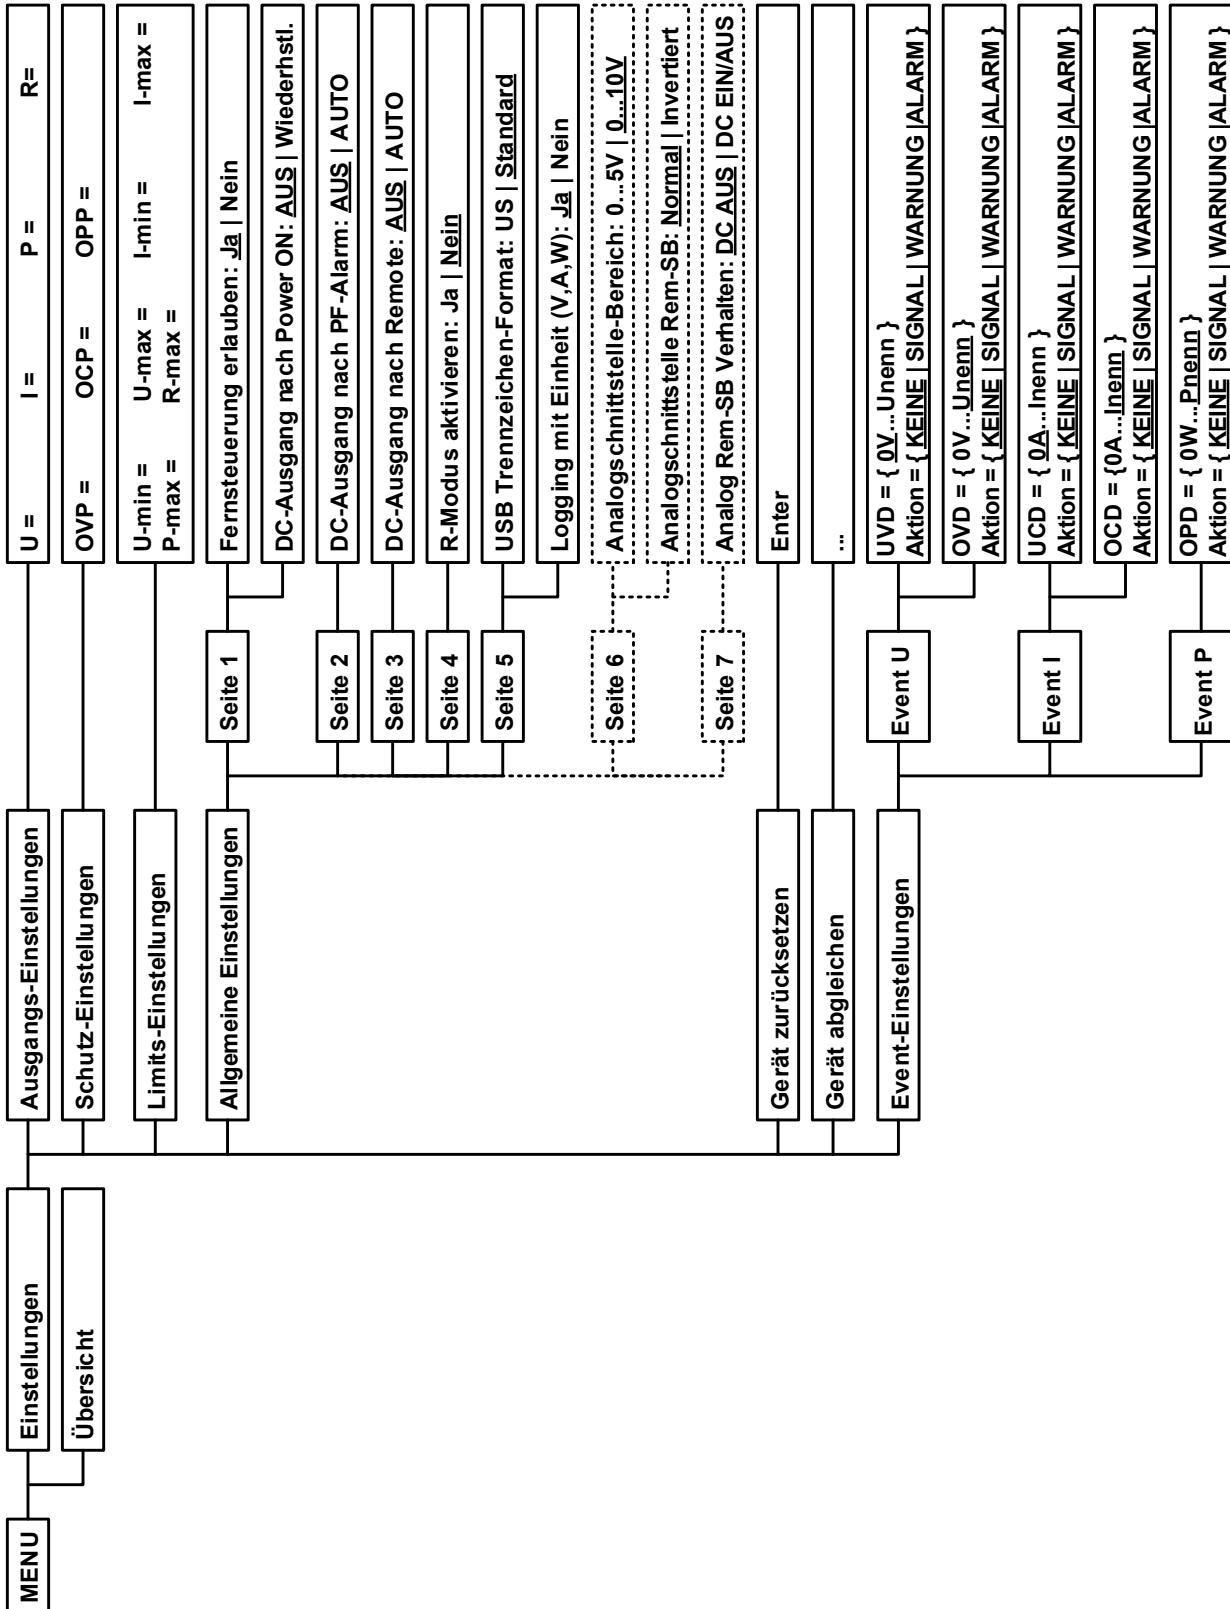 MENU
Einstellungen
Übersicht
Ausgangs-Einstellungen
U = I = P = R=
Schutz-Einstellungen
OVP = OCP = OPP =
Limits-Einstellungen
U-min = U-max = I-min = I-max =
P-max = R-max =
Allgemeine Einstellungen
Seite 1
Fernsteuerung erlauben: Ja | Nein
DC-Ausgang nach Power ON: AUS | Wiederhstl.
Seite 2
DC-Ausgang nach PF-Alarm: AUS | AUTO
Seite 3
DC-Ausgang nach Remote: AUS | AUTO
Seite 4
R-Modus aktivieren: Ja | Nein
Seite 5
USB Trennzeichen-Format: US | Standard
Logging mit Einheit (V,A,W): Ja | Nein
Seite 6
Analogschnittstelle-Bereich: 0...5V | 0...10V
Analogschnittstelle Rem-SB: Normal | Invertiert
Seite 7
Analog Rem-SB Verhalten: DC AUS | DC EIN/AUS
Gerät zurücksetzen
Enter
Gerät abgleichen
...
Event-Einstellungen
Event U
UVD = { 0V...Unenn }
Aktion = { KEINE | SIGNAL | WARNUNG |ALARM }
OVD = { 0V...Unenn }
Aktion = { KEINE | SIGNAL | WARNUNG |ALARM }
Event I
UCD = { 0A...Inenn }
Aktion = { KEINE | SIGNAL | WARNUNG |ALARM }
OCD = {0A...Inenn }
Aktion = { KEINE | SIGNAL | WARNUNG |ALARM }
Event P
OPD = { 0W...Pnenn }
Aktion = { KEINE | SIGNAL | WARNUNG |ALARM }